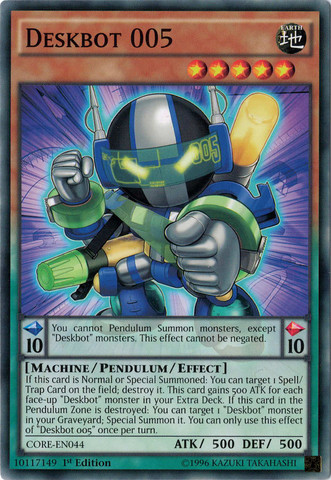 DESKBOT 005
EARTH
地
005
You cannot Pendulum Summon monsters, except
"Deskbot" monsters. This effect cannot be negated.
10
10
[MACHINE/PENDULUM/EFFECT]
If this card is Normal or Special Summoned: You can target 1 Spell/
Trap Card on the field; destroy it. This card gains 500 ATK for each
face-up "Deskbot" monster in your Extra Deck. If this card in
the Pendulum Zone is destroyed: You can target 1 "Deskbot" monster
in your Graveyard; Special Summon it. You can only use this effect
of "Deskbot 005" once per turn.
CORE-EN044
ATK/ 500 DEF/ 500
10117149 1st Edition
©1996 KAZUKI TAKAHASHI